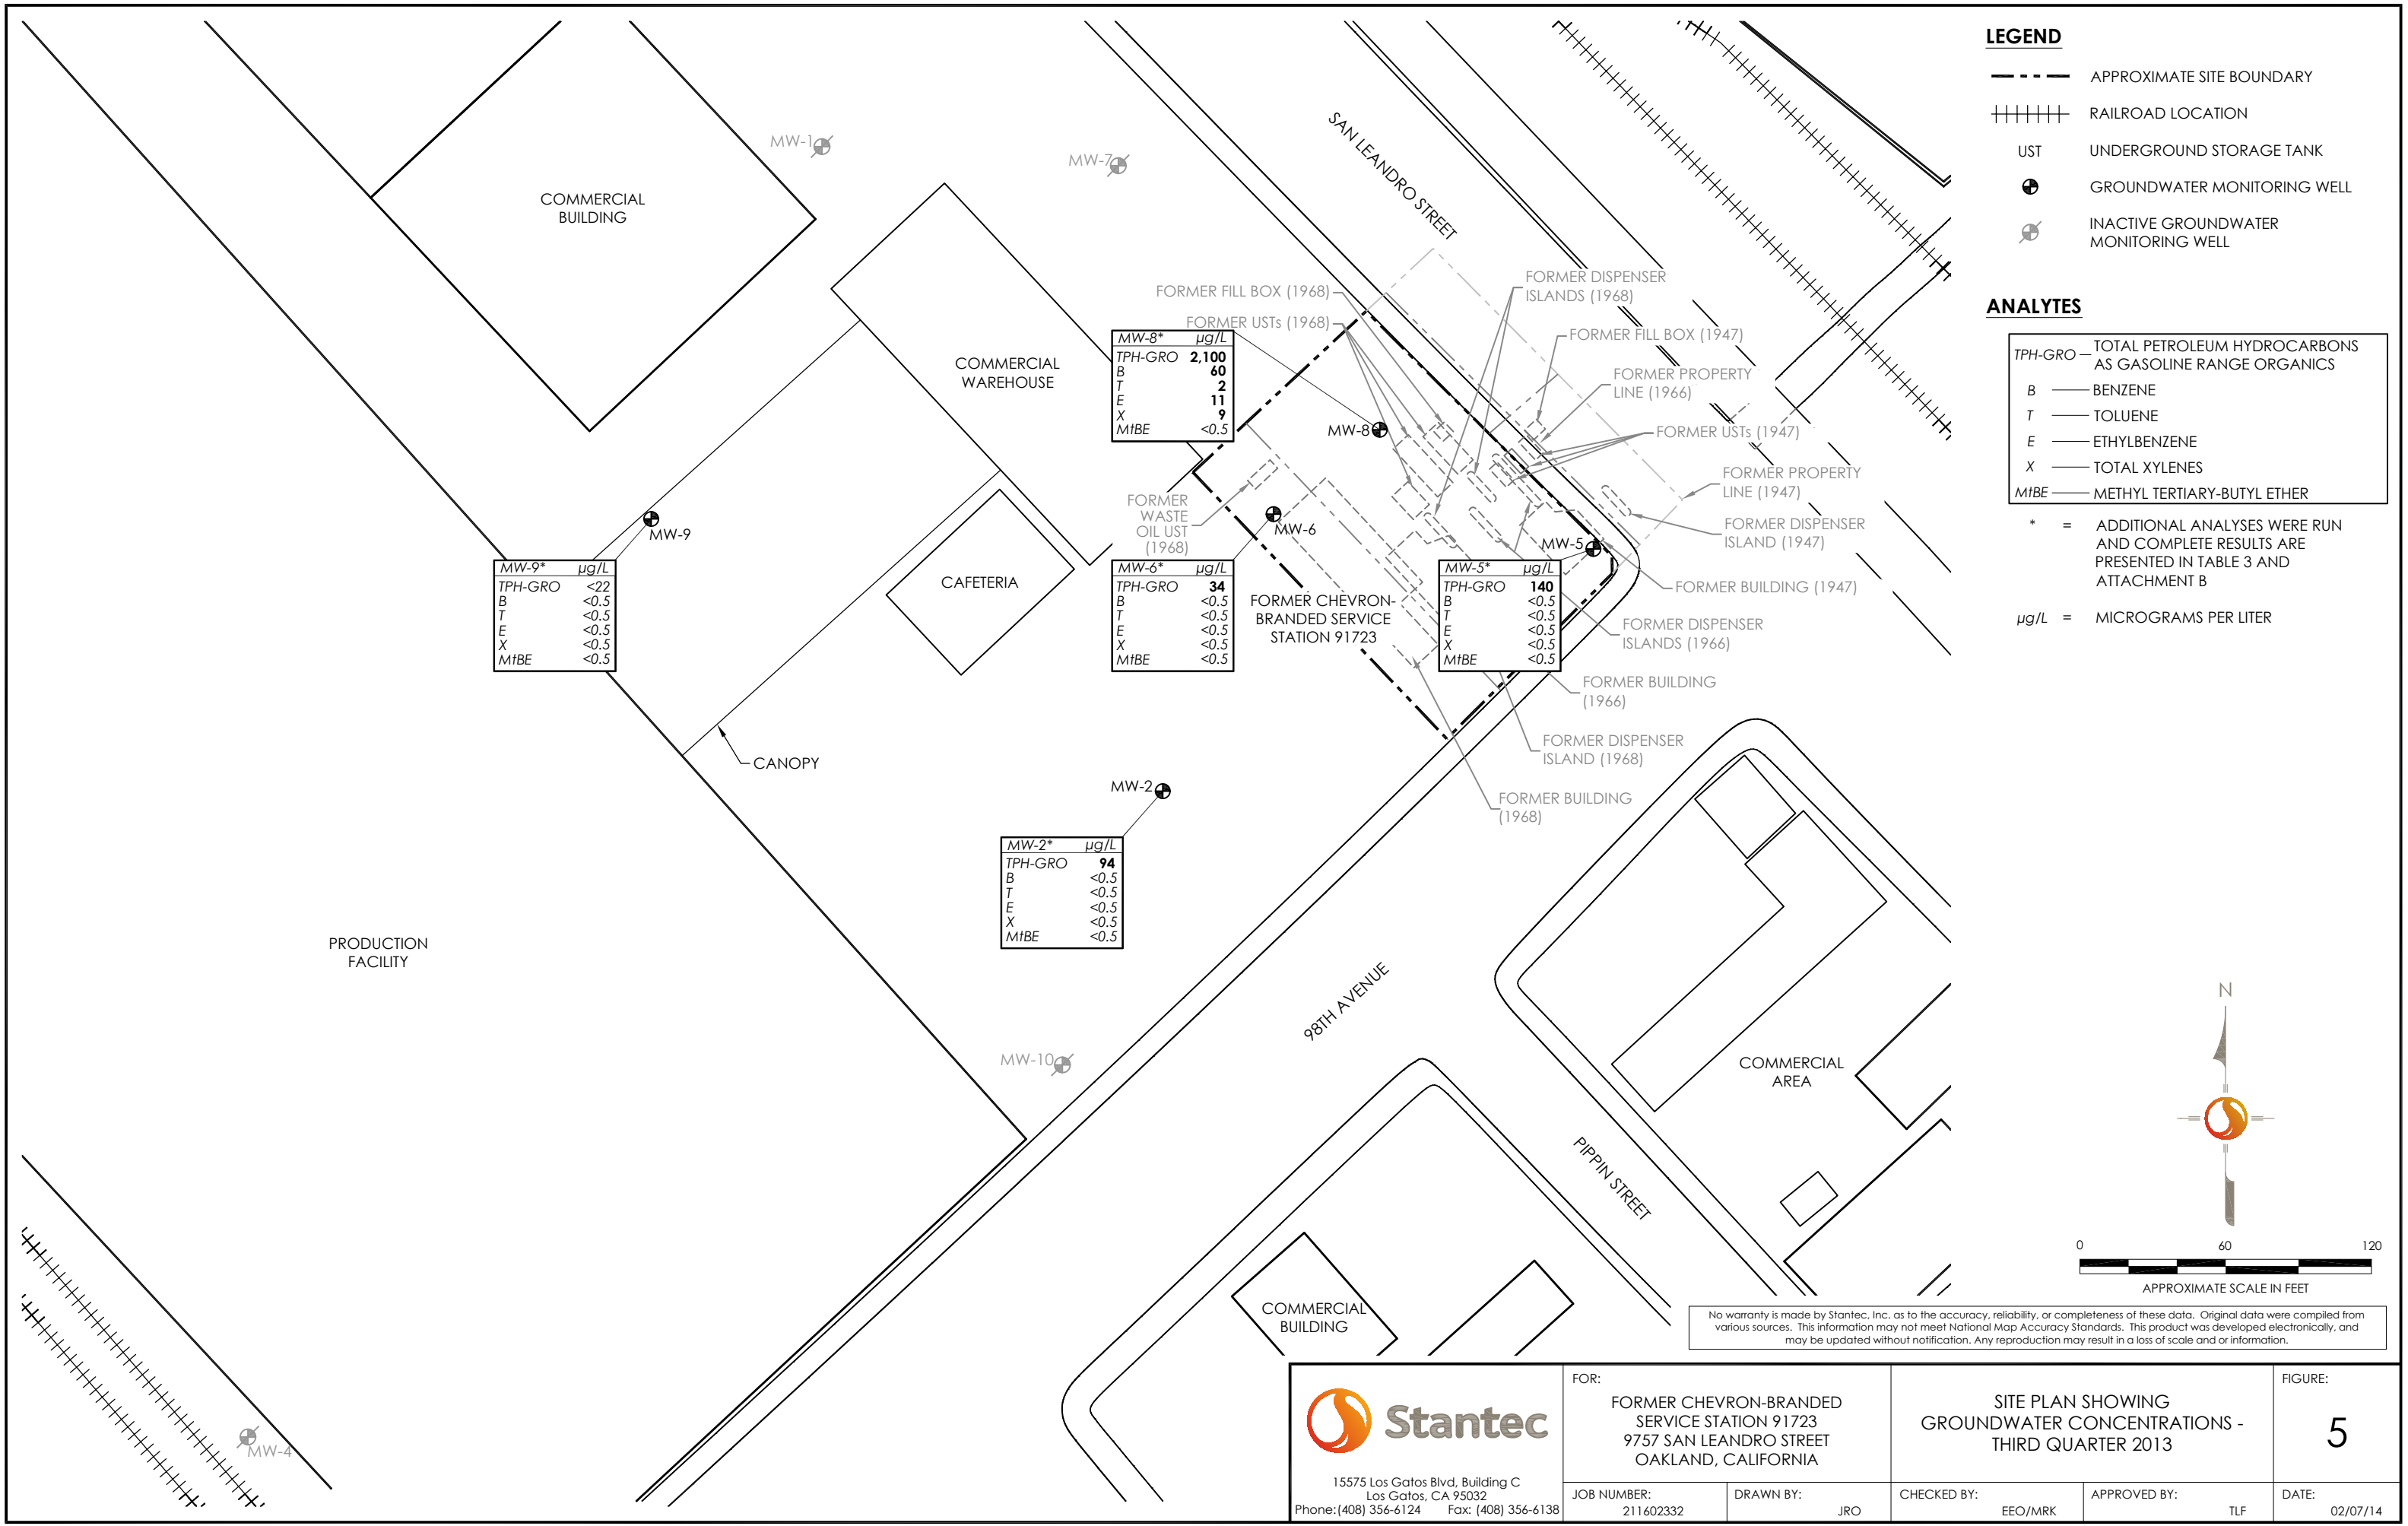 LEGEND
APPROXIMATE SITE BOUNDARY
RAILROAD LOCATION
UST UNDERGROUND STORAGE TANK
GROUNDWATER MONITORING WELL
INACTIVE GROUNDWATER
MONITORING WELL
ANALYTES
TPH-GRO TOTAL PETROLEUM HYDROCARBONS
AS GASOLINE RANGE ORGANICS
B BENZENE
T TOLUENE
E ETHYLBENZENE
X TOTAL XYLENES
MtBE METHYL TERTIARY-BUTYL ETHER
* = ADDITIONAL ANALYSES WERE RUN
AND COMPLETE RESULTS ARE
PRESENTED IN TABLE 3 AND
ATTACHMENT B
µg/L = MICROGRAMS PER LITER
MW-1
MW-7
SAN LEANDRO STREET
COMMERCIAL
BUILDING
FORMER FILL BOX (1968)
FORMER USTs (1968)
FORMER DISPENSER
ISLANDS (1968)
FORMER FILL BOX (1947)
FORMER PROPERTY
LINE (1966)
FORMER USTs (1947)
FORMER PROPERTY
LINE (1947)
FORMER DISPENSER
ISLAND (1947)
FORMER BUILDING (1947)
FORMER DISPENSER
ISLANDS (1966)
FORMER BUILDING
(1966)
FORMER DISPENSER
ISLAND (1968)
FORMER BUILDING
(1968)
COMMERCIAL
WAREHOUSE
MW-8* µg/L
TPH-GRO 2,100
B 60
T 2
E 11
X 9
MtBE <0.5
MW-8
FORMER
WASTE
OIL UST
(1968)
MW-6
MW-5
MW-9
CAFETERIA
MW-9* µg/L
TPH-GRO <22
B <0.5
T <0.5
E <0.5
X <0.5
MtBE <0.5
MW-6* µg/L
TPH-GRO 34
B <0.5
T <0.5
E <0.5
X <0.5
MtBE <0.5
FORMER CHEVRON-
BRANDED SERVICE
STATION 91723
MW-5* µg/L
TPH-GRO 140
B <0.5
T <0.5
E <0.5
X <0.5
MtBE <0.5
CANOPY
MW-2
MW-2* µg/L
TPH-GRO 94
B <0.5
T <0.5
E <0.5
X <0.5
MtBE <0.5
PRODUCTION
FACILITY
98TH AVENUE
MW-10
COMMERCIAL
AREA
PIPPIN STREET
COMMERCIAL
BUILDING
MW-4
N
0 60 120
APPROXIMATE SCALE IN FEET
No warranty is made by Stantec, Inc. as to the accuracy, reliability, or completeness of these data. Original data were compiled from
various sources. This information may not meet National Map Accuracy Standards. This product was developed electronically, and
may be updated without notification. Any reproduction may result in a loss of scale and or information.
Stantec
15575 Los Gatos Blvd, Building C
Los Gatos, CA 95032
Phone:(408) 356-6124 Fax: (408) 356-6138
FOR:
FORMER CHEVRON-BRANDED
SERVICE STATION 91723
9757 SAN LEANDRO STREET
OAKLAND, CALIFORNIA
SITE PLAN SHOWING
GROUNDWATER CONCENTRATIONS -
THIRD QUARTER 2013
FIGURE:
5
JOB NUMBER:
211602332
DRAWN BY:
JRO
CHECKED BY:
EEO/MRK
APPROVED BY:
TLF
DATE:
02/07/14